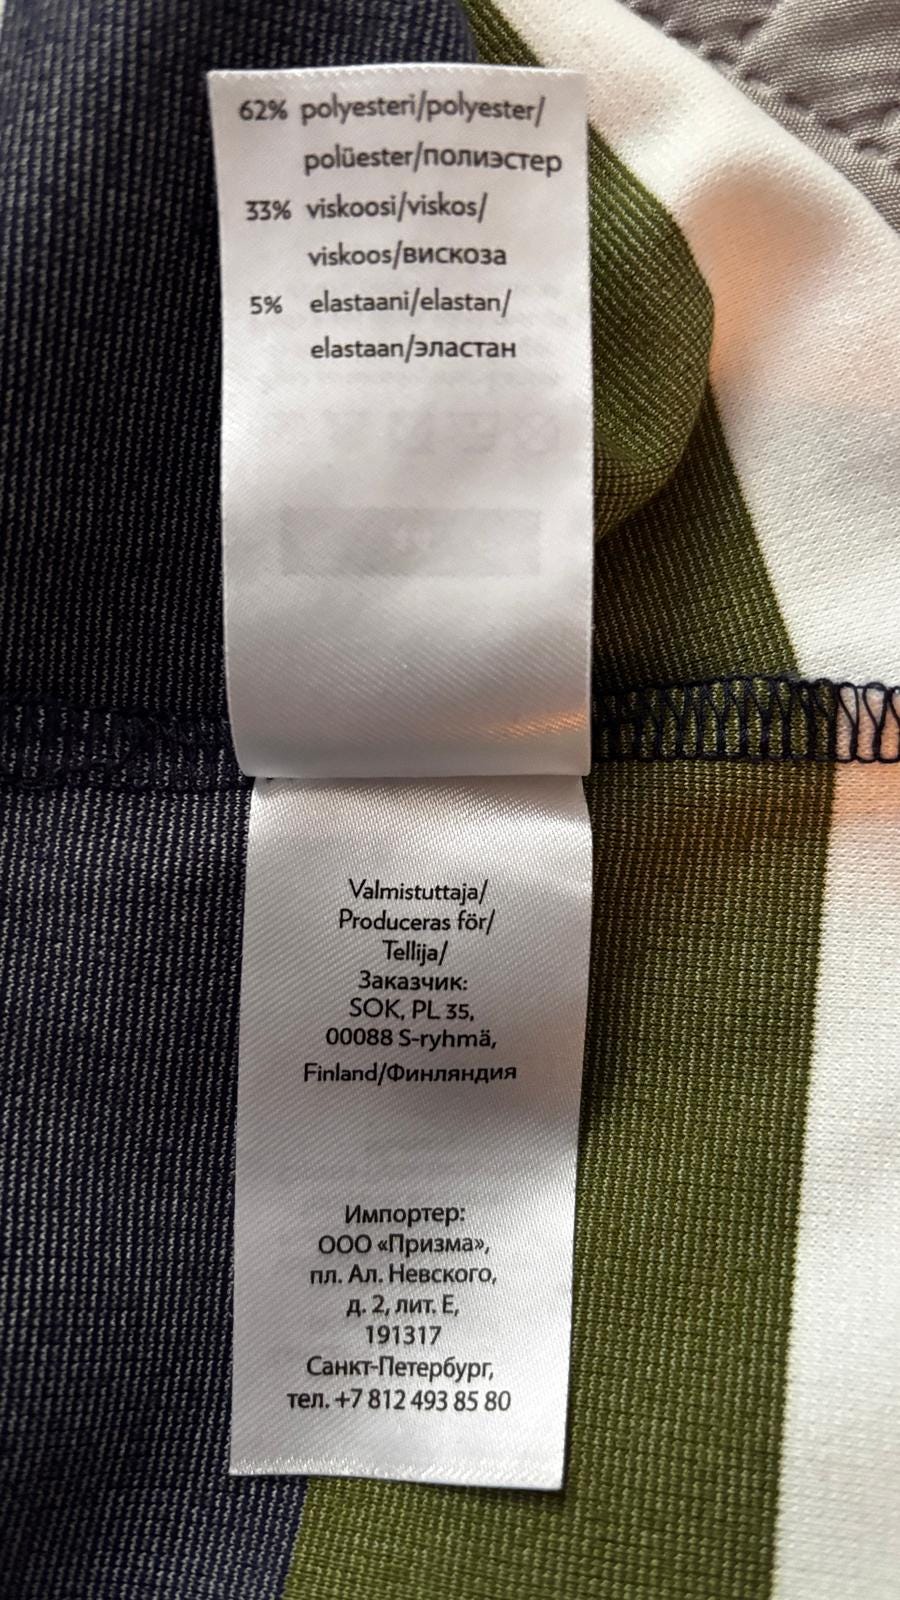 62% polyesteri/polyester/
polüester/полиэстер
33% viskoosi/viskos/
viskoos/вискоза
5% elastaani/elastan/
elastaan/эластан
Valmistuttaja/
Produceras för/
Tellija/
Заказчик:
SOK, PL 35,
00088 S-ryhmä,
Finland/Финляндия
Импортер:
ООО «Призма»,
пл. Ал. Невского,
д. 2, лит. Е,
191317
Санкт-Петербург,
тел. +7 812 493 85 80